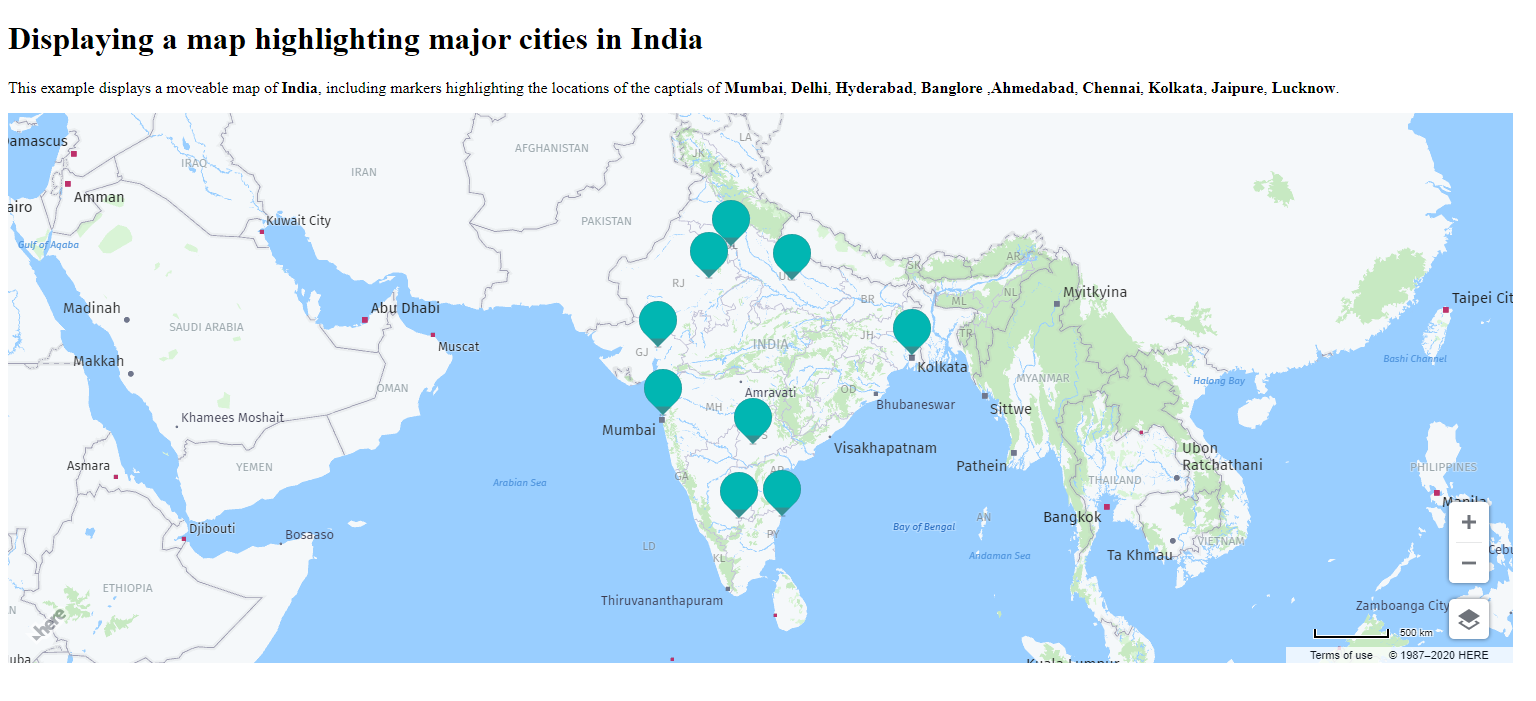 Displaying a map highlighting major cities in India
This example displays a moveable map of India, including markers highlighting the locations of the captials of Mumbai, Delhi, Hyderabad, Banglore ,Ahmedabad, Chennai, Kolkata, Jaipure, Lucknow.
LA
amascus
AFGHANISTAN
JK
IRAQ
IRAN
Amman
airo
Kuwait City
PAKISTAN
Gulf of Aqaba
AR
SK
RJ
NL
Myitkyina
BR
ML
Taipei Cit
Madinah
Abu Dhabi
SAUDI ARABIA
JH
TR
Muscat
INDIA
GJ
Makkah
Bashi Channel
Kolkata
MYANMAR
Halong Bay
OMAN
OD
Amravati
MH
Bhubaneswar
Sittwe
Khamees Moshait
Mumbai
Visakhapatnam
Ubon
Ratchathani
Asmara
YEMEN
Pathein
PHILIPPINES
GA
THAILAND
Arabian Sea
Manila
AN
Bangkok
Djibouti
Bosaaso
Bay of Bengal
PY
VIETNAM
LD
Andaman Sea
Ta Khmau
Cebu
KL
ETHIOPIA
Thiruvananthapuram
Zamboanga City
here
500 km
uba
Kuala Lumpur
Terms of use © 1987–2020 HERE